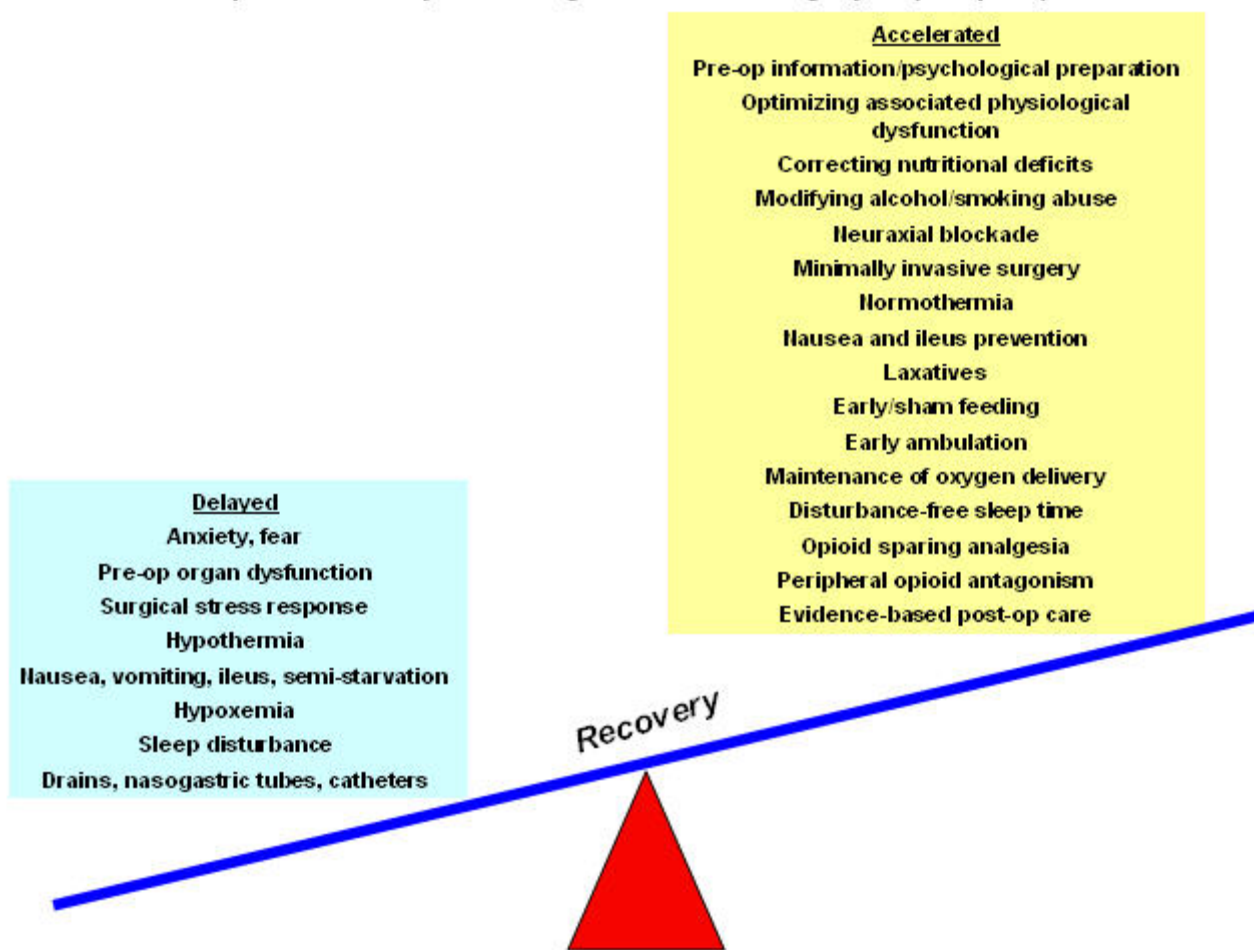 Delayed
Anxiety, fear
Pre-op organ dysfunction
Surgical stress response
Hypothermia
Nausea, vomiting, ileus, semi-starvation
Hypoxemia
Sleep disturbance
Drains, nasogastric tubes, catheters
Recovery
Accelerated
Pre-op information/psychological preparation
Optimizing associated physiological
dysfunction
Correcting nutritional deficits
Modifying alcohol/smoking abuse
Neuraxial blockade
Minimally invasive surgery
Normothermia
Nausea and ileus prevention
Laxatives
Early/sham feeding
Early ambulation
Maintenance of oxygen delivery
Disturbance-free sleep time
Opioid sparing analgesia
Peripheral opioid antagonism
Evidence-based post-op care